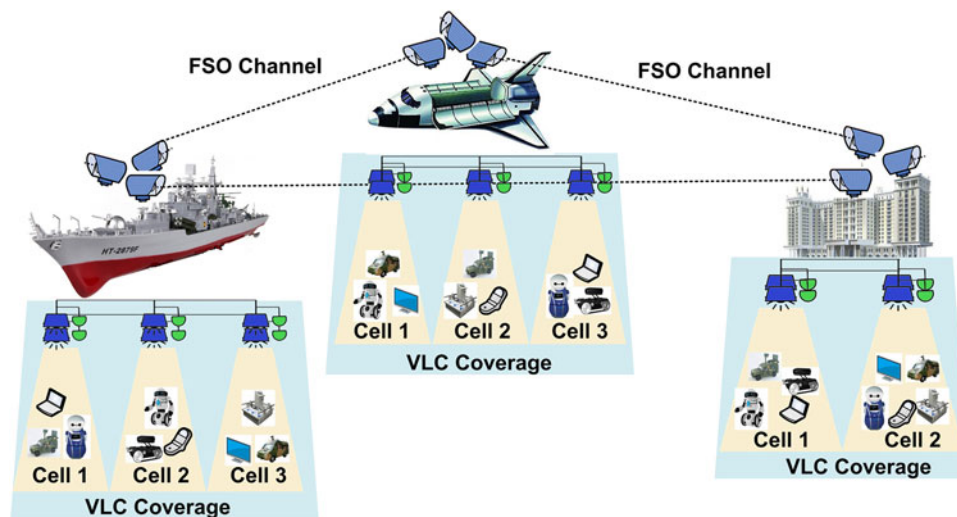 FSO Channel
FSO Channel
HT-2879F
Cell 1
Cell 2
Cell 3
VLC Coverage
Cell 1
Cell 2
VLC Coverage
Cell 1
Cell 2
Cell 3
VLC Coverage